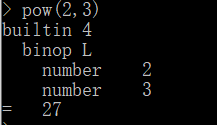 > pow(2,3)
builtin 4
  binop L
    number    2
    number    3
=   27